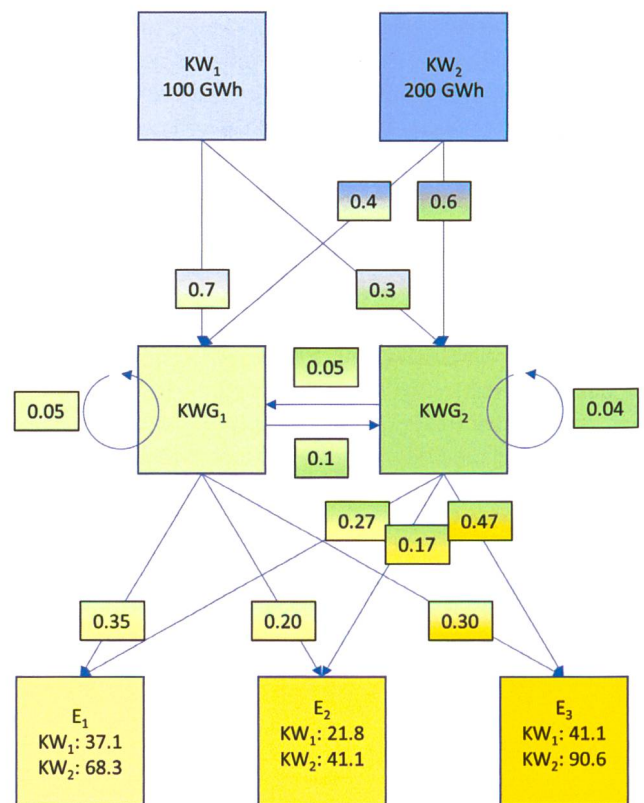 KW₁
100 GWh
KW₂
200 GWh
0.4
0.6
0.7
0.3
0.05
KWG₁
0.05
0.1
KWG₂
0.04
0.27
0.17
0.47
0.35
0.20
0.30
E₁
KW₁: 37.1
KW₂: 68.3
E₂
KW₁: 21.8
KW₂: 41.1
E₃
KW₁: 41.1
KW₂: 90.6